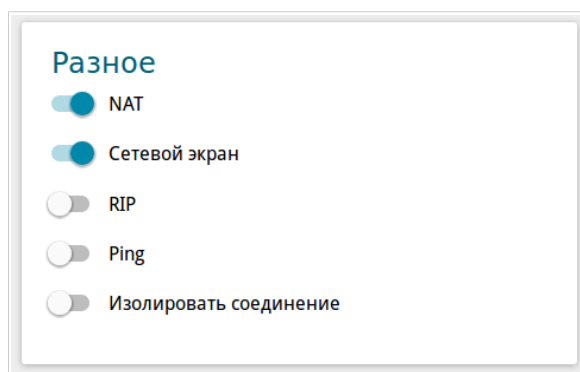 Разное
NAT
Сетевой экран
RIP
Ping
Изолировать соединение